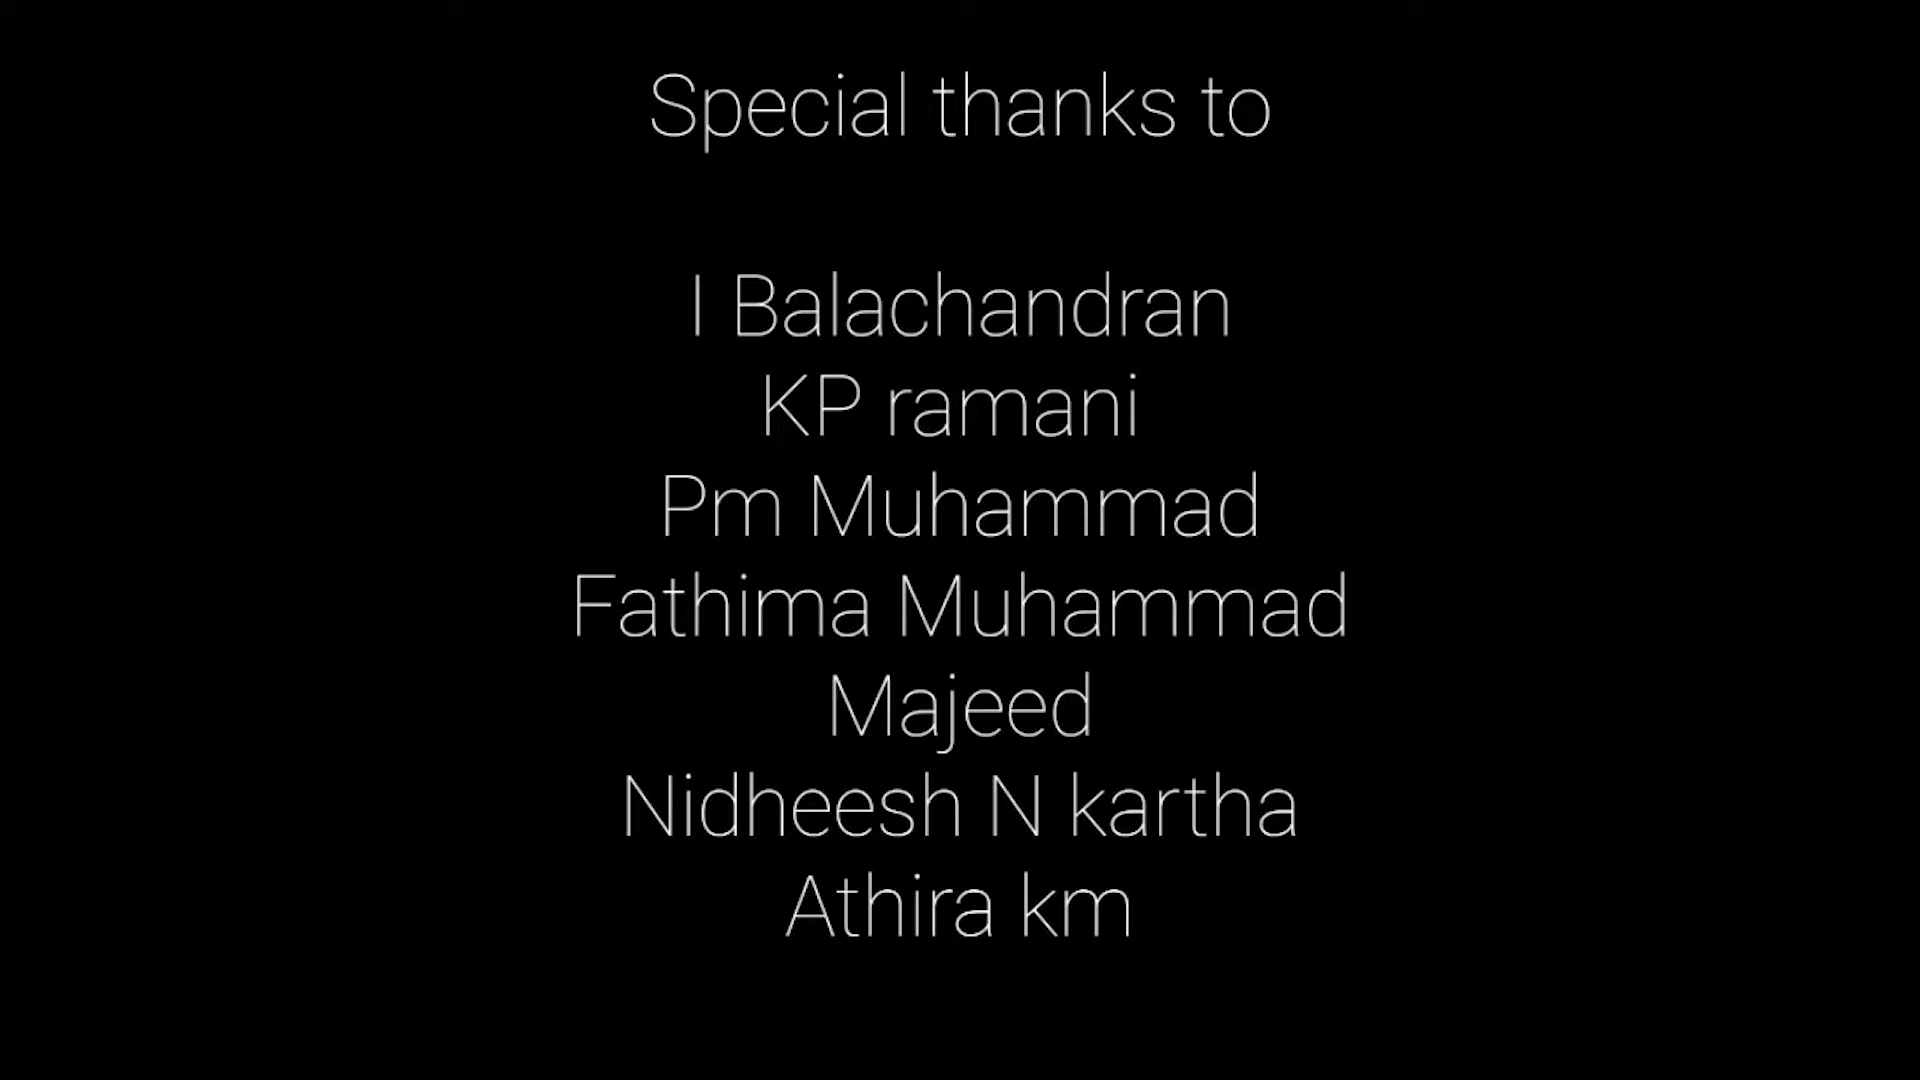 Special thanks to
I Balachandran
KP ramani
Pm Muhammad
Fathima Muhammad
Majeed
Nidheesh N kartha
Athira km